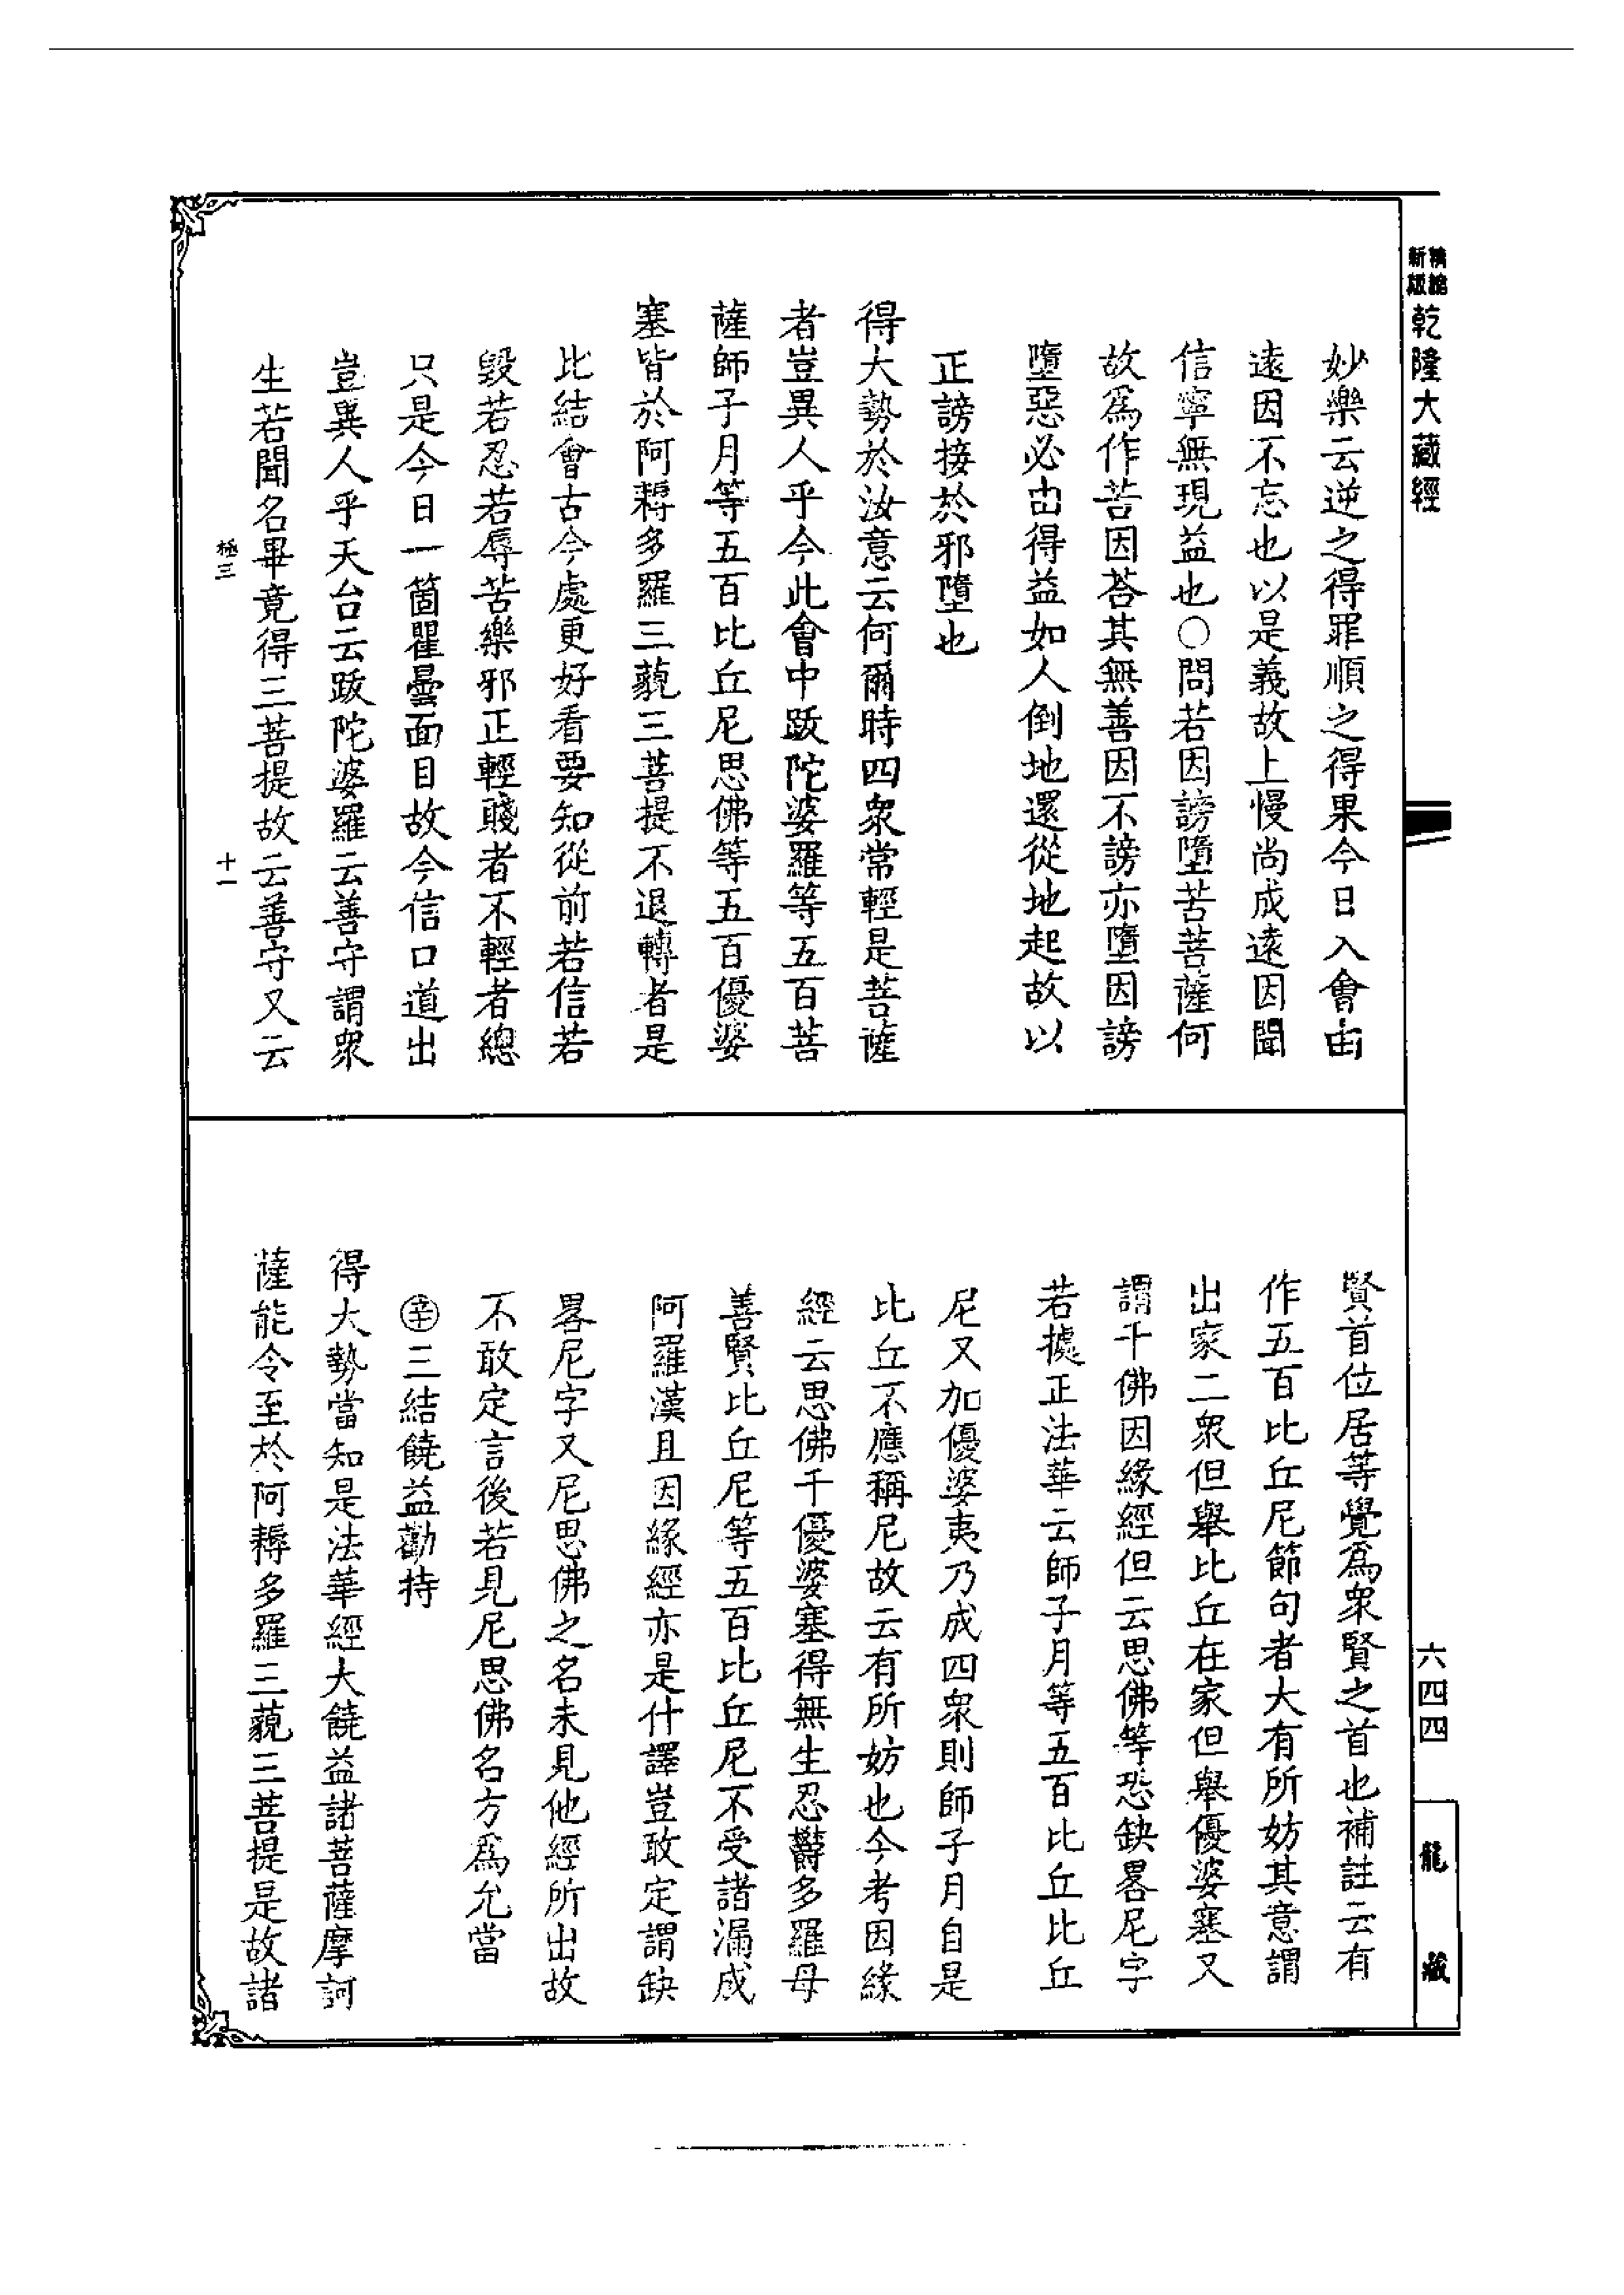 精繪
新版
乾隆大藏經
妙樂云逆之得罪順之得果今日入會由
遠因不忘也以是義故上慢尚成遠因聞
信寧無現益也○問若因謗墮苦菩薩何
故爲作苦因荅其無善因不謗亦墮因謗
墮惡必由得益如人倒地還從地起故以
正謗接於邪墮也
得大勢於汝意云何爾時四衆常輕是菩薩
者豈異人乎今此會中跋陀婆羅等五百菩
薩師子月等五百比丘尼思佛等五百優婆
塞皆於阿耨多羅三藐三菩提不退轉者是
比結會古今處更好看要知從前若信若
毀若忍若辱苦樂邪正輕賤者不輕者總
只是今日一箇瞿曇面目故今信口道出
豈異人乎天台云跋陀婆羅云善守謂衆
生若聞名畢竟得三菩提故云善守又云
極三
十一
賢首位居等覺爲衆賢之首也補註云有
作五百比丘尼節句者大有所妨其意謂
出家二衆但舉比丘在家但舉優婆塞又
謂千佛因緣經但云思佛等恐缺畧尼字
若據正法華云師子月等五百比丘比丘
尼又加優婆夷乃成四衆則師子月自是
比丘不應稱尼故云有所妨也今考因緣
經云思佛千優婆塞得無生忍欝多羅母
善賢比丘尼等五百比丘尼不受諸漏成
阿羅漢且因緣經亦是什譯豈敢定謂缺
畧尼字又尼思佛之名未見他經所出故
不敢定言後若見尼思佛名方爲允當
㊛三結饒益勸持
得大勢當知是法華經大饒益諸菩薩摩訶
薩能令至於阿耨多羅三藐三菩提是故諸
六四四
龍藏